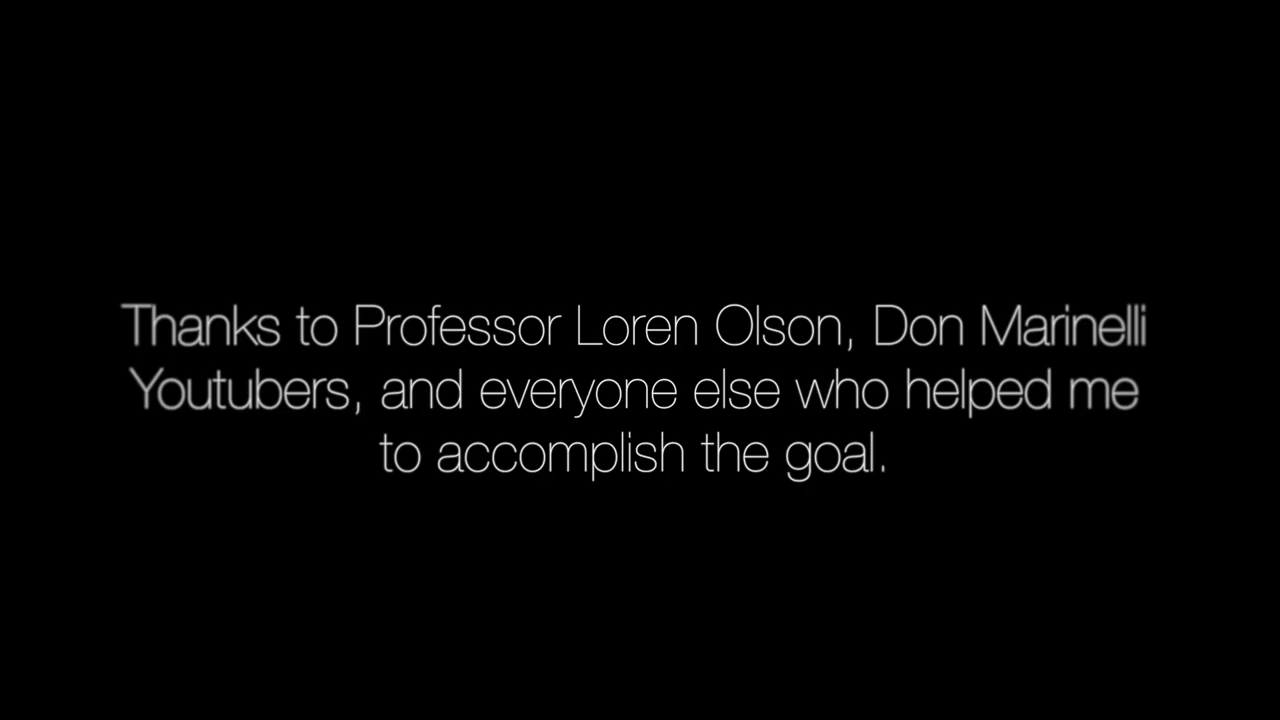 Thanks to Professor Loren Olson, Don Marinelli
Youtubers, and everyone else who helped me
to accomplish the goal.